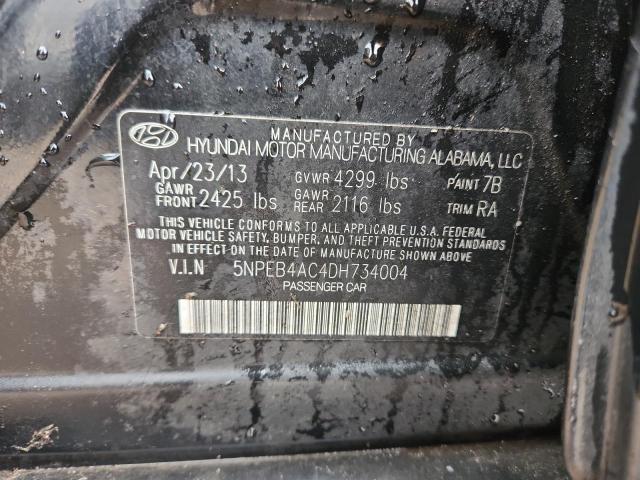 MANUFACTURED BY
HYUNDAI MOTOR MANUFACTURING ALABAMA, LLC
Apr/23/13 GVWR 4299 lbs PAINT 7B
GAWR FRONT 2425 lbs GAWR REAR 2116 lbs TRIM RA
THIS VEHICLE CONFORMS TO ALL APPLICABLE U.S.A. FEDERAL
MOTOR VEHICLE SAFETY, BUMPER, AND THEFT PREVENTION STANDARDS
IN EFFECT ON THE DATE OF MANUFACTURE SHOWN ABOVE
V.I.N 5NPEB4AC4DH734004
PASSENGER CAR